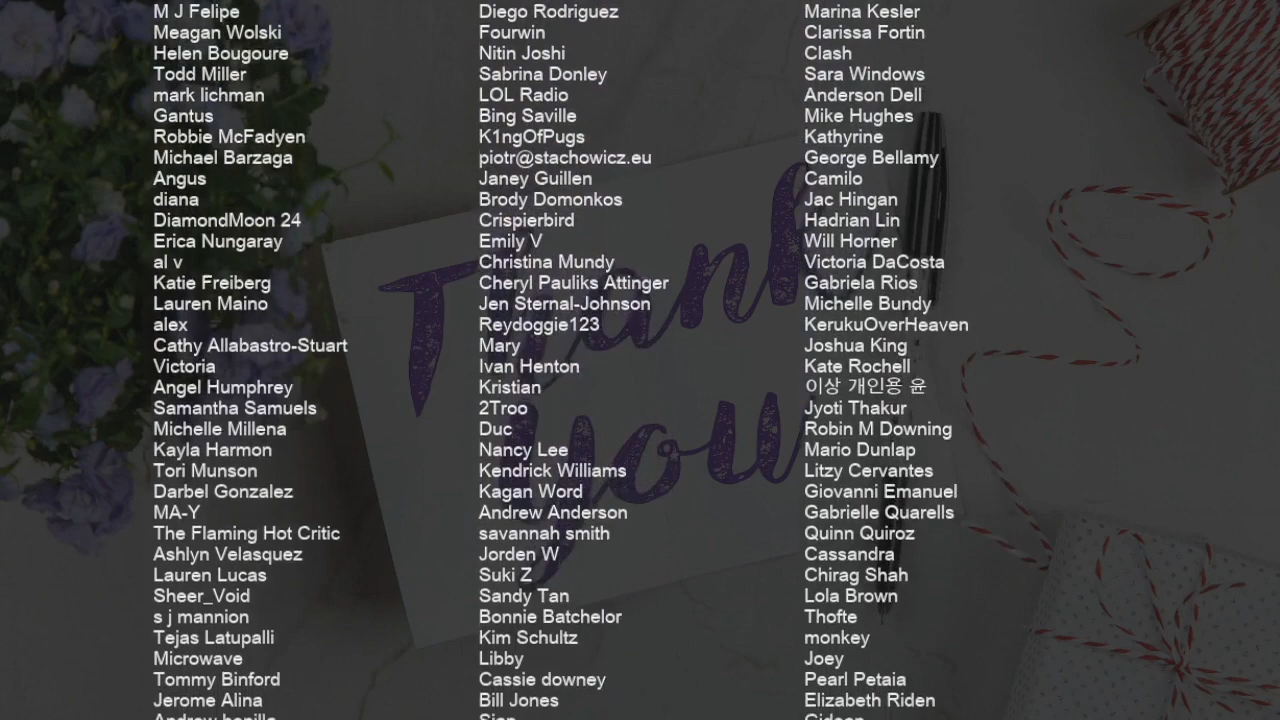 M J Felipe
Meagan Wolski
Helen Bougoure
Todd Miller
mark lichman
Gantus
Robbie McFadyen
Michael Barzaga
Angus
diana
DiamondMoon 24
Erica Nungaray
al v
Katie Freiberg
Lauren Maino
alex
Cathy Allabastro-Stuart
Victoria
Angel Humphrey
Samantha Samuels
Michelle Millena
Kayla Harmon
Tori Munson
Darbel Gonzalez
MA-Y
The Flaming Hot Critic
Ashlyn Velasquez
Lauren Lucas
Sheer_Void
s j mannion
Tejas Latupalli
Microwave
Tommy Binford
Jerome Alina
Diego Rodriguez
Fourwin
Nitin Joshi
Sabrina Donley
LOL Radio
Bing Saville
K1ngOfPugs
piotr@stachowicz.eu
Janey Guillen
Brody Domonkos
Crispierbird
Emily V
Christina Mundy
Cheryl Pauliks Attinger
Jen Sternal-Johnson
Reydoggie123
Mary
Ivan Henton
Kristian
2Troo
Duc
Nancy Lee
Kendrick Williams
Kagan Word
Andrew Anderson
savannah smith
Jorden W
Suki Z
Sandy Tan
Bonnie Batchelor
Kim Schultz
Libby
Cassie downey
Bill Jones
Marina Kesler
Clarissa Fortin
Clash
Sara Windows
Anderson Dell
Mike Hughes
Kathyrine
George Bellamy
Camilo
Jac Hingan
Hadrian Lin
Will Horner
Victoria DaCosta
Gabriela Rios
Michelle Bundy
KerukuOverHeaven
Joshua King
Kate Rochell
이상 개인용 윤
Jyoti Thakur
Robin M Downing
Mario Dunlap
Litzy Cervantes
Giovanni Emanuel
Gabrielle Quarells
Quinn Quiroz
Cassandra
Chirag Shah
Lola Brown
Thofte
monkey
Joey
Pearl Petaia
Elizabeth Riden
Thank
you